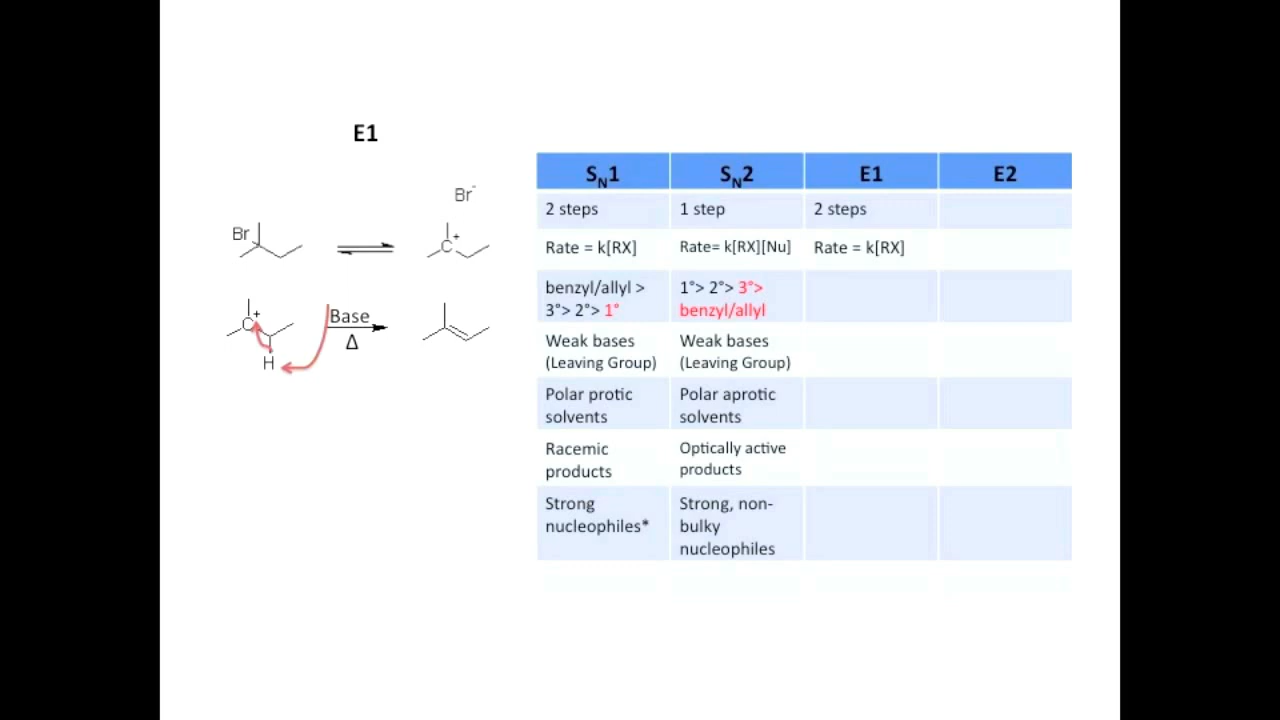 E1
Br⁻
Br
C⁺
C⁺
Base
Δ
H
SN1 SN2 E1 E2
2 steps 1 step 2 steps
Rate = k[RX] Rate= k[RX][Nu] Rate = k[RX]
benzyl/allyl > 1°> 2°> 3°>
3°> 2°> 1° benzyl/allyl
Weak bases Weak bases
(Leaving Group) (Leaving Group)
Polar protic Polar aprotic
solvents solvents
Racemic Optically active
products products
Strong Strong, non-
nucleophiles* bulky
nucleophiles